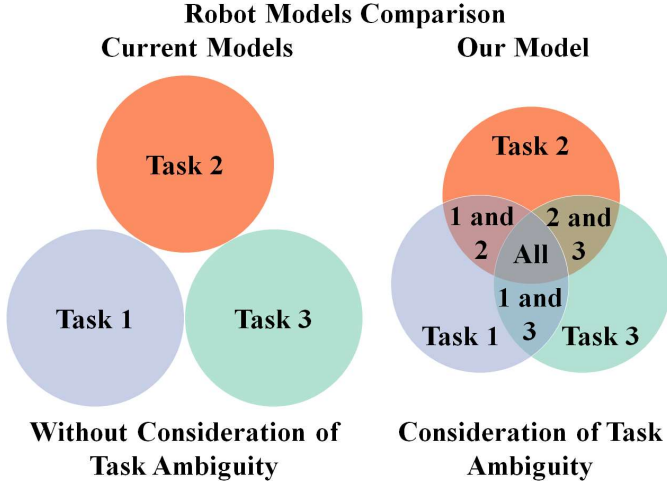 Robot Models Comparison
Current Models
Our Model
Task 2
Task 1
Task 3
Without Consideration of
Task Ambiguity
Task 2
1 and
2
2 and
3
All
1 and
3
Task 1
Task 3
Consideration of Task
Ambiguity